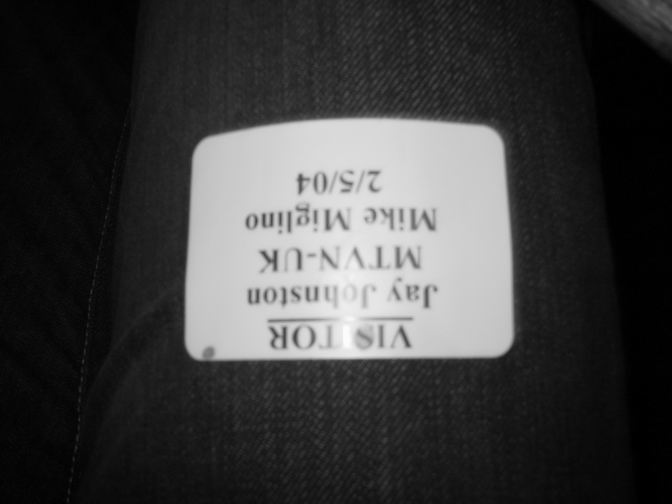 VISITOR
Jay Johnston
MTVN-UK
Mike Miglino
2/5/04